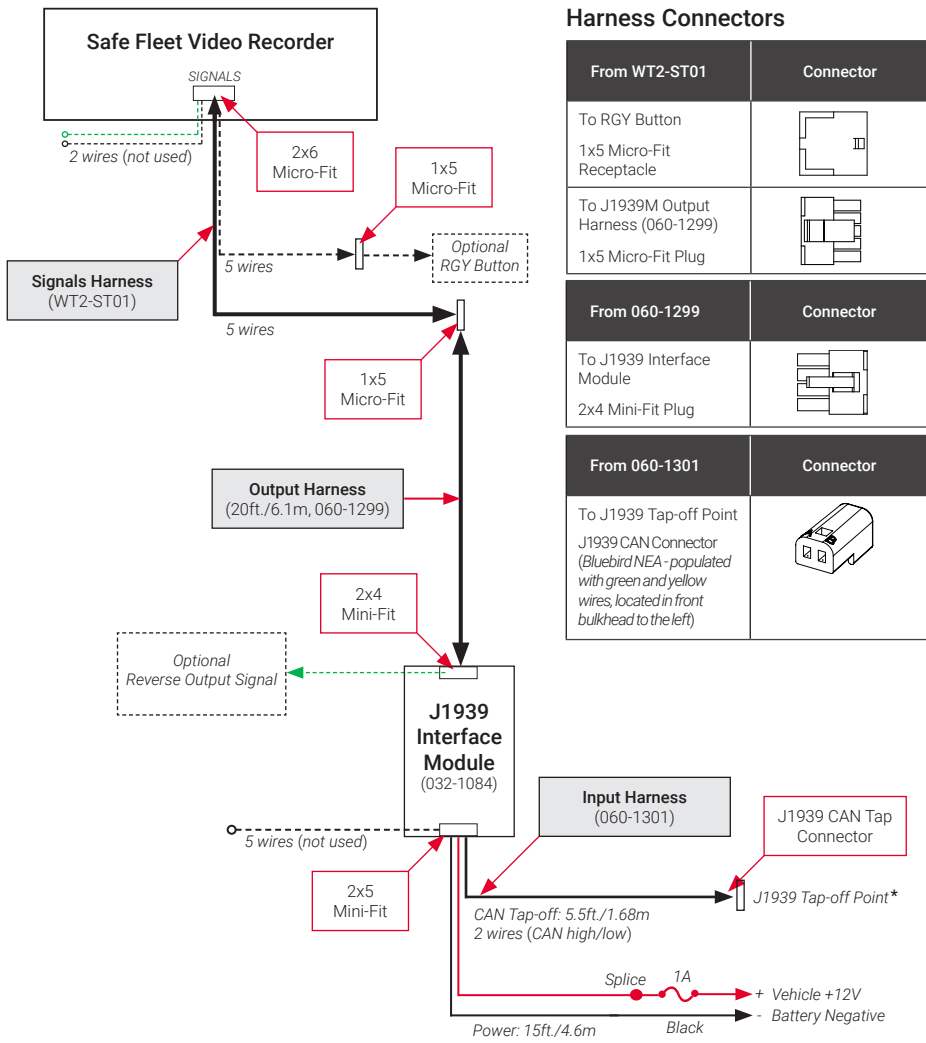 Safe Fleet Video Recorder
SIGNALS
2 wires (not used)
2x6
Micro-Fit
1x5
Micro-Fit
Optional
RGY Button
5 wires
Signals Harness
(WT2-ST01)
5 wires
1x5
Micro-Fit
Output Harness
(20ft./6.1m, 060-1299)
2x4
Mini-Fit
Optional
Reverse Output Signal
J1939
Interface
Module
(032-1084)
Input Harness
(060-1301)
J1939 CAN Tap
Connector
5 wires (not used)
2x5
Mini-Fit
J1939 Tap-off Point*
CAN Tap-off: 5.5ft./1.68m
2 wires (CAN high/low)
Splice
1A
+ Vehicle +12V
- Battery Negative
Power: 15ft./4.6m
Black
Harness Connectors
From WT2-ST01
Connector
To RGY Button
1x5 Micro-Fit
Receptacle
To J1939M Output
Harness (060-1299)
1x5 Micro-Fit Plug
From 060-1299
Connector
To J1939 Interface
Module
2x4 Mini-Fit Plug
From 060-1301
Connector
To J1939 Tap-off Point
J1939 CAN Connector
(Bluebird NEA - populated
with green and yellow
wires, located in front
bulkhead to the left)